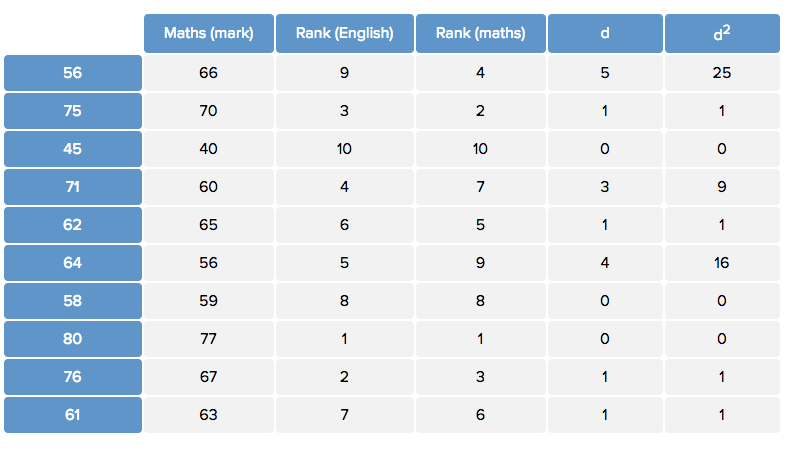 Maths (mark) Rank (English) Rank (maths) d d²
56 66 9 4 5 25
75 70 3 2 1 1
45 40 10 10 0 0
71 60 4 7 3 9
62 65 6 5 1 1
64 56 5 9 4 16
58 59 8 8 0 0
80 77 1 1 0 0
76 67 2 3 1 1
61 63 7 6 1 1